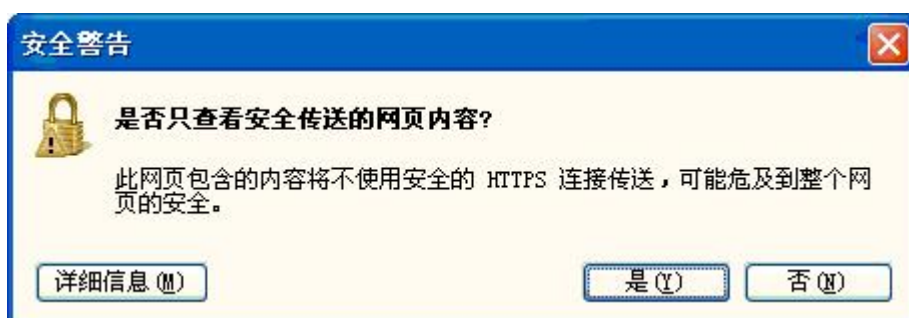 安全警告
是否只查看安全传送的网页内容?
此网页包含的内容将不使用安全的 HTTPS 连接传送，可能危及到整个网
页的安全。
详细信息(M)
是(Y)
否(N)